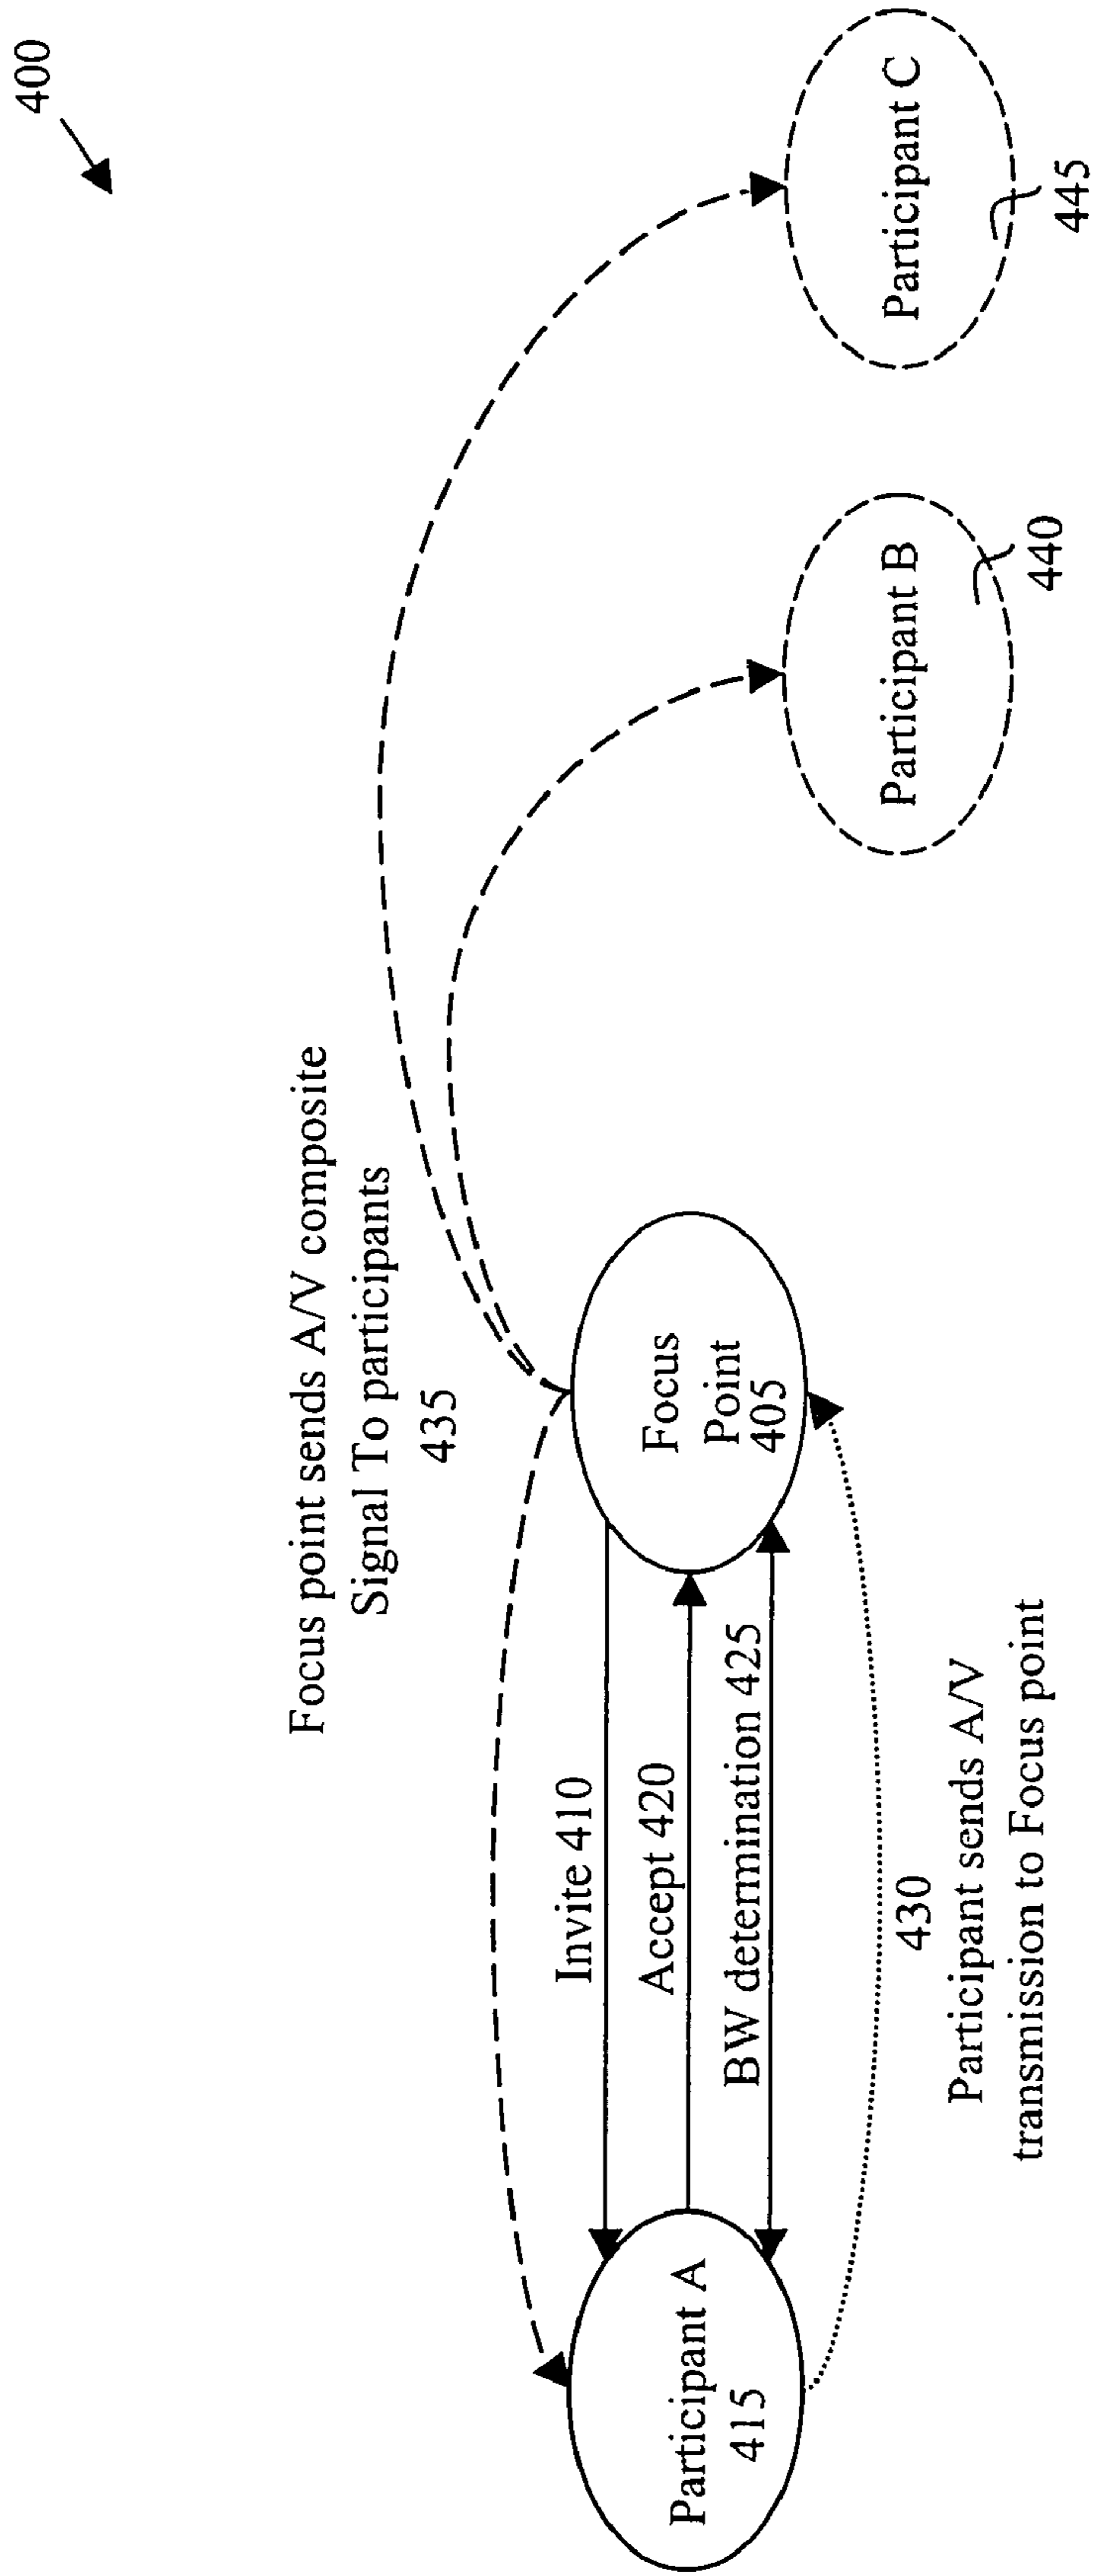 400
Focus point sends A/V composite
Signal To participants
435
Invite 410
Accept 420
BW determination 425
Participant A
415
Focus
Point
405
Participant B
440
Participant C
445
430
Participant sends A/V
transmission to Focus point